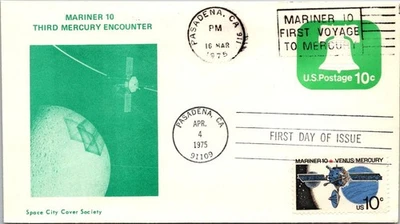 MARINER 10
THIRD MERCURY ENCOUNTER
PASADENA, CA
PM
16 MAR
1975
MARINER 10
FIRST VOYAGE
TO MERCURY
U.S. Postage 10c
PASADENA, CA
APR.
4
1975
91109
FIRST DAY OF ISSUE
MARINER 10 ★ VENUS/MERCURY
US 10c
Space City Cover Society